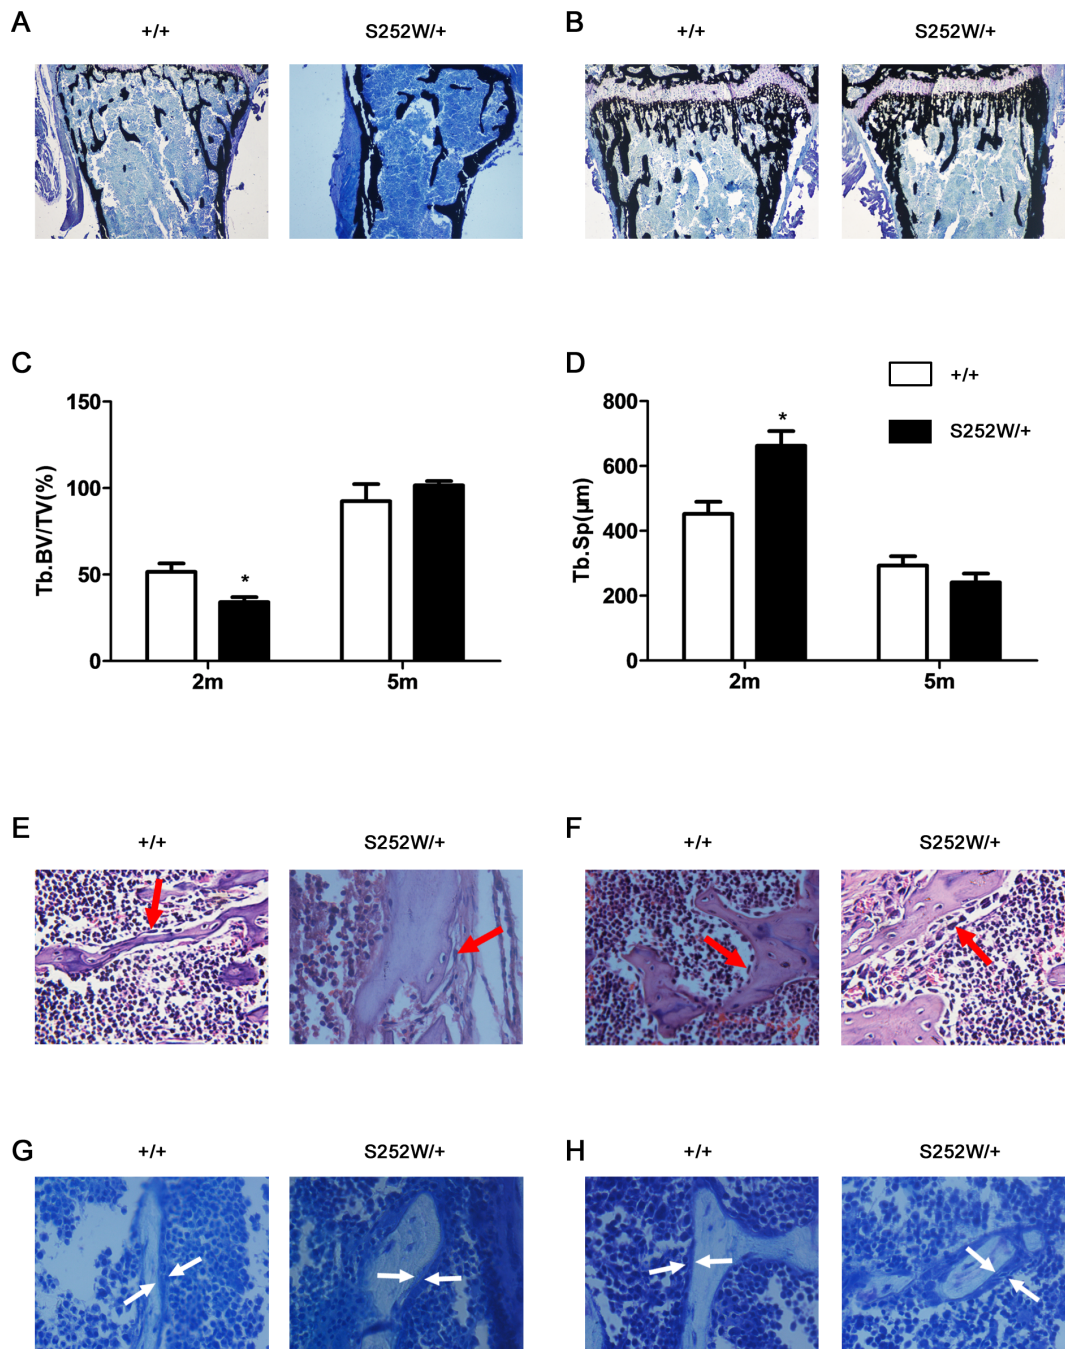 A
+/+
S252W/+
B
+/+
S252W/+
C
Tb.BV/TV(%)
150
100
50
0
*
2m
5m
D
+/+
S252W/+
Tb.Sp(µm)
800
600
400
200
0
*
2m
5m
E
+/+
S252W/+
F
+/+
S252W/+
G
+/+
S252W/+
H
+/+
S252W/+